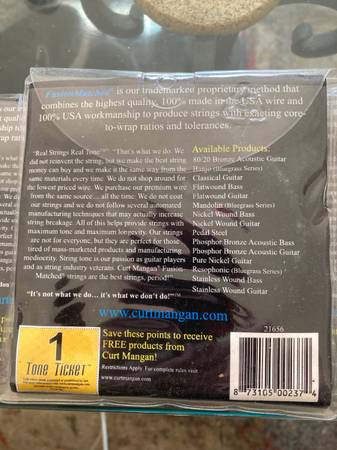 FusionMatched™ is our trademarked proprietary method that
combines the highest quality, 100% made in the USA wire and
100% USA workmanship to produce strings with exacting core-
to-wrap ratios and tolerances.
"Real Strings Real Tone"℠ "That's what we do. We
did not reinvent the string, but we make the best string
money can buy and we make it the same way from the
same materials every time. We do not shop around for
the lowest priced wire. We purchase our premium wire
from the same source... all the time. We do not coat
our strings and we do not follow several automated
manufacturing techniques that may actually increase
string breakage. All of this helps provide strings with
maximum tone and maximum longevity. Our strings
are not for everyone, but they are perfect for those
tired of mass-marketed products and manufacturing
mediocrity. String tone is our passion as guitar players
and as string industry veterans. Curt Mangan® Fusion
Matched® strings are the best strings, period"℠
"It's not what we do... it's what we don't do!"℠
Available Products:
80/20 Bronze Acoustic Guitar
Banjo (Bluegrass Series)
Classical Guitar
Flatwound Bass
Flatwound Guitar
Mandolin (Bluegrass Series)
Nickel Wound Bass
Nickel Wound Guitar
Pedal Steel
Phosphor Bronze Acoustic Bass
Phosphor Bronze Acoustic Guitar
Pure Nickel Guitar
Resophonic (Bluegrass Series)
Stainless Wound Bass
Stainless Wound Guitar
www.curtmangan.com
1
TONE TICKET™
Save these points to receive
FREE products from
Curt Mangan!
Restrictions Apply For complete rules visit
www.curtmangan.com
21656
8 73105 00237 4